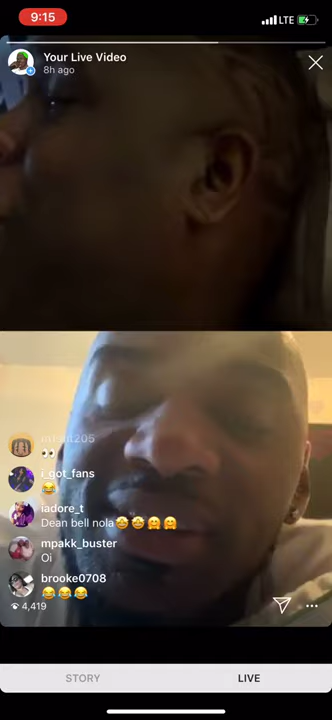 9:15
LTE
Your Live Video
8h ago
👀
i_got_fans
😂
iadore_t
Dean bell nola🤩🤩🤗🤗
mpakk_buster
Oi
brooke0708
😂😂😂
4,419
STORY
LIVE